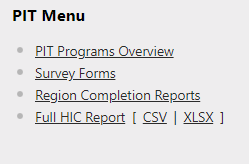 PIT Menu
PIT Programs Overview
Survey Forms
Region Completion Reports
Full HIC Report [ CSV | XLSX ]